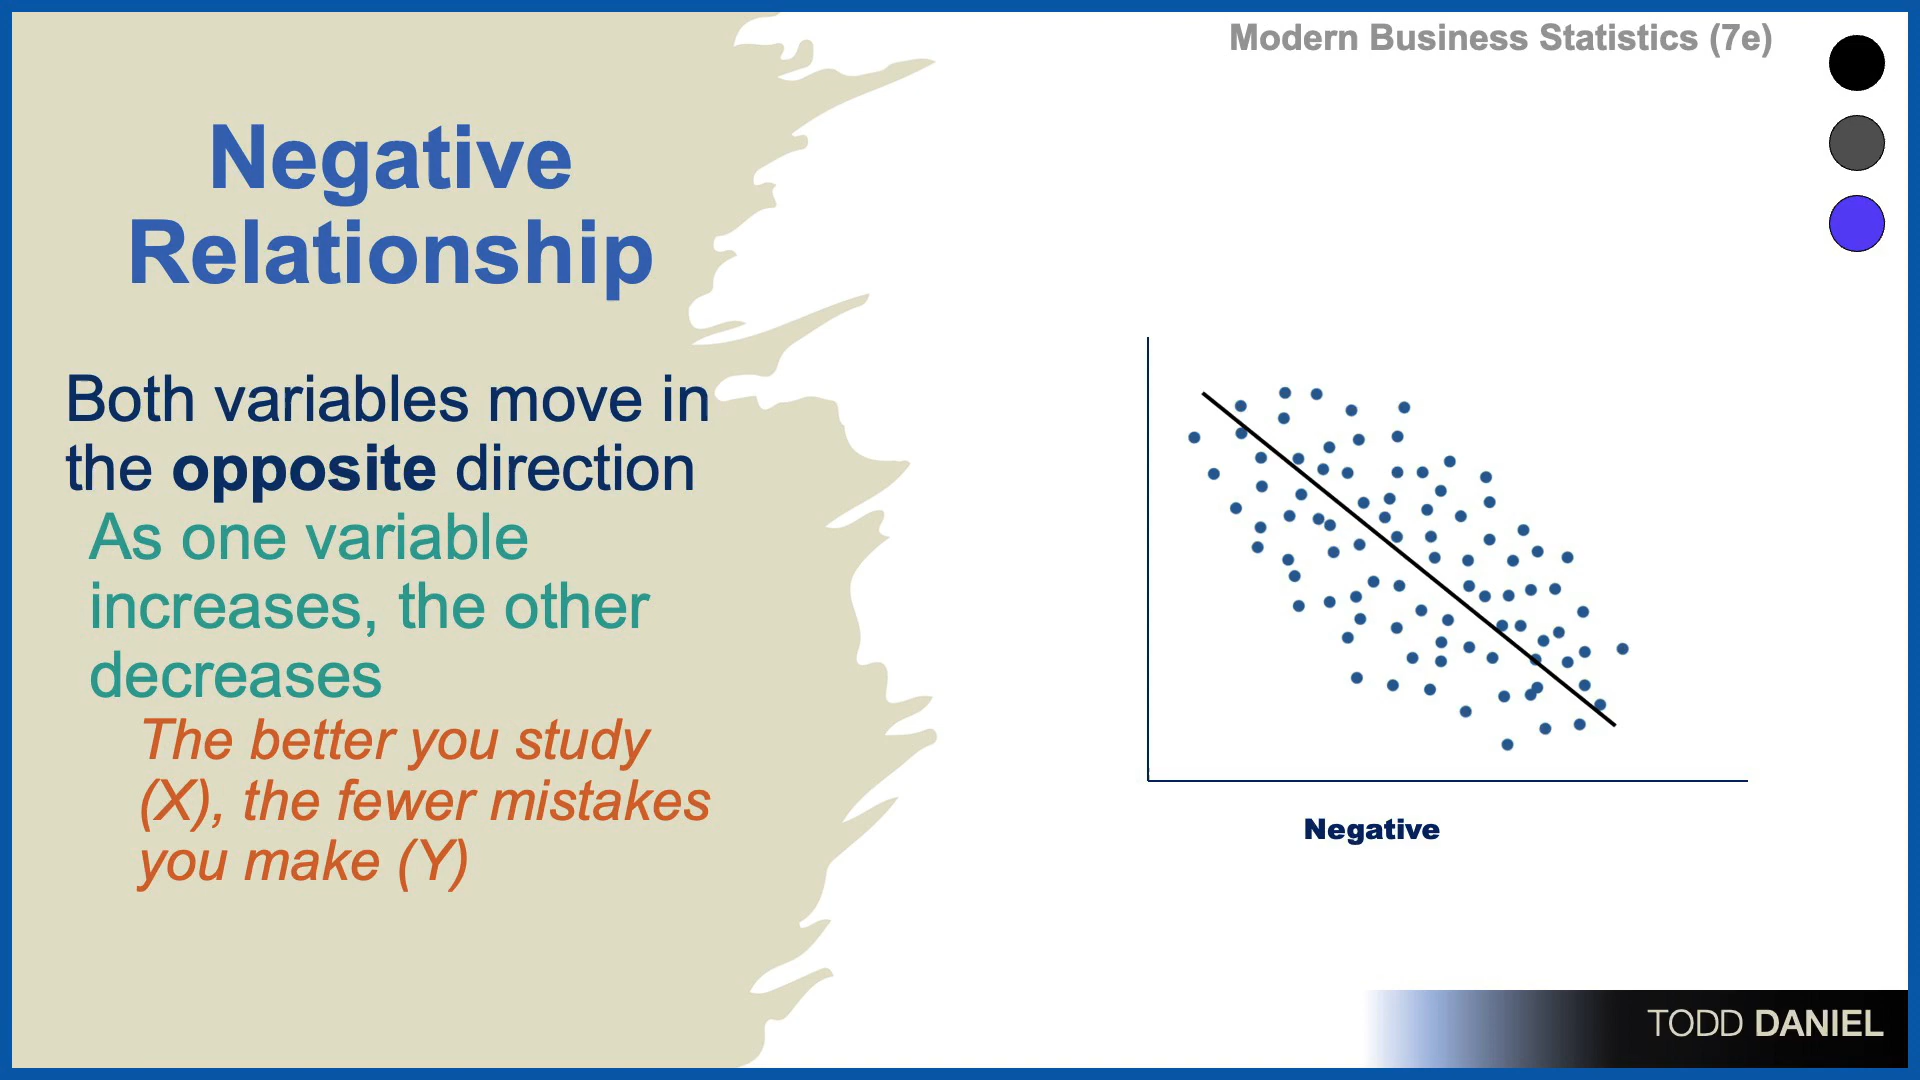 Modern Business Statistics (7e)
Negative
Relationship
Both variables move in
the opposite direction
As one variable
increases, the other
decreases
The better you study
(X), the fewer mistakes
you make (Y)
Negative
TODD DANIEL